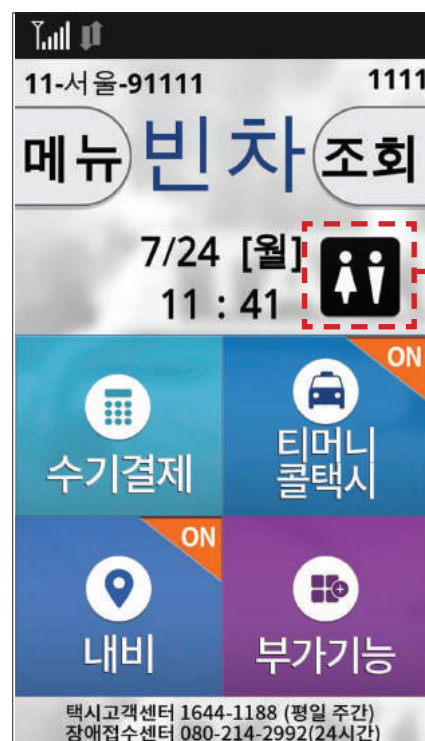 11-서울-91111 1111
메뉴 빈차 조회
7/24 [월]
11 : 41
수기결제
ON
티머니
콜택시
ON
내비
부가기능
택시고객센터 1644-1188 (평일 주간)
장애접수센터 080-214-2992(24시간)